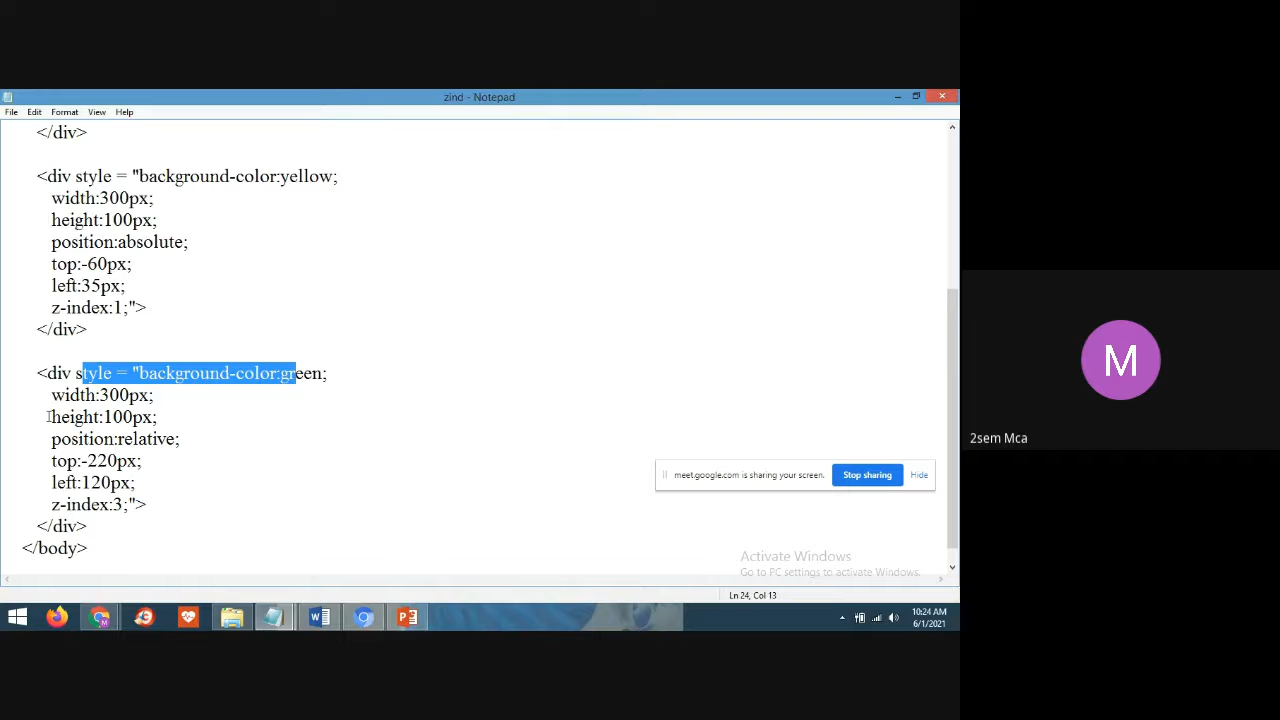 zind - Notepad
File Edit Format View Help
</div>
<div style = "background-color:yellow;
width:300px;
height:100px;
position:absolute;
top:-60px;
left:35px;
z-index:1;">
</div>
<div style = "background-color:green;
width:300px;
height:100px;
position:relative;
top:-220px;
left:120px;
z-index:3;">
</div>
</body>
M
2sem Mca
meet.google.com is sharing your screen. Stop sharing Hide
Activate Windows
Go to PC settings to activate Windows.
Ln 24, Col 13
10:24 AM
6/1/2021